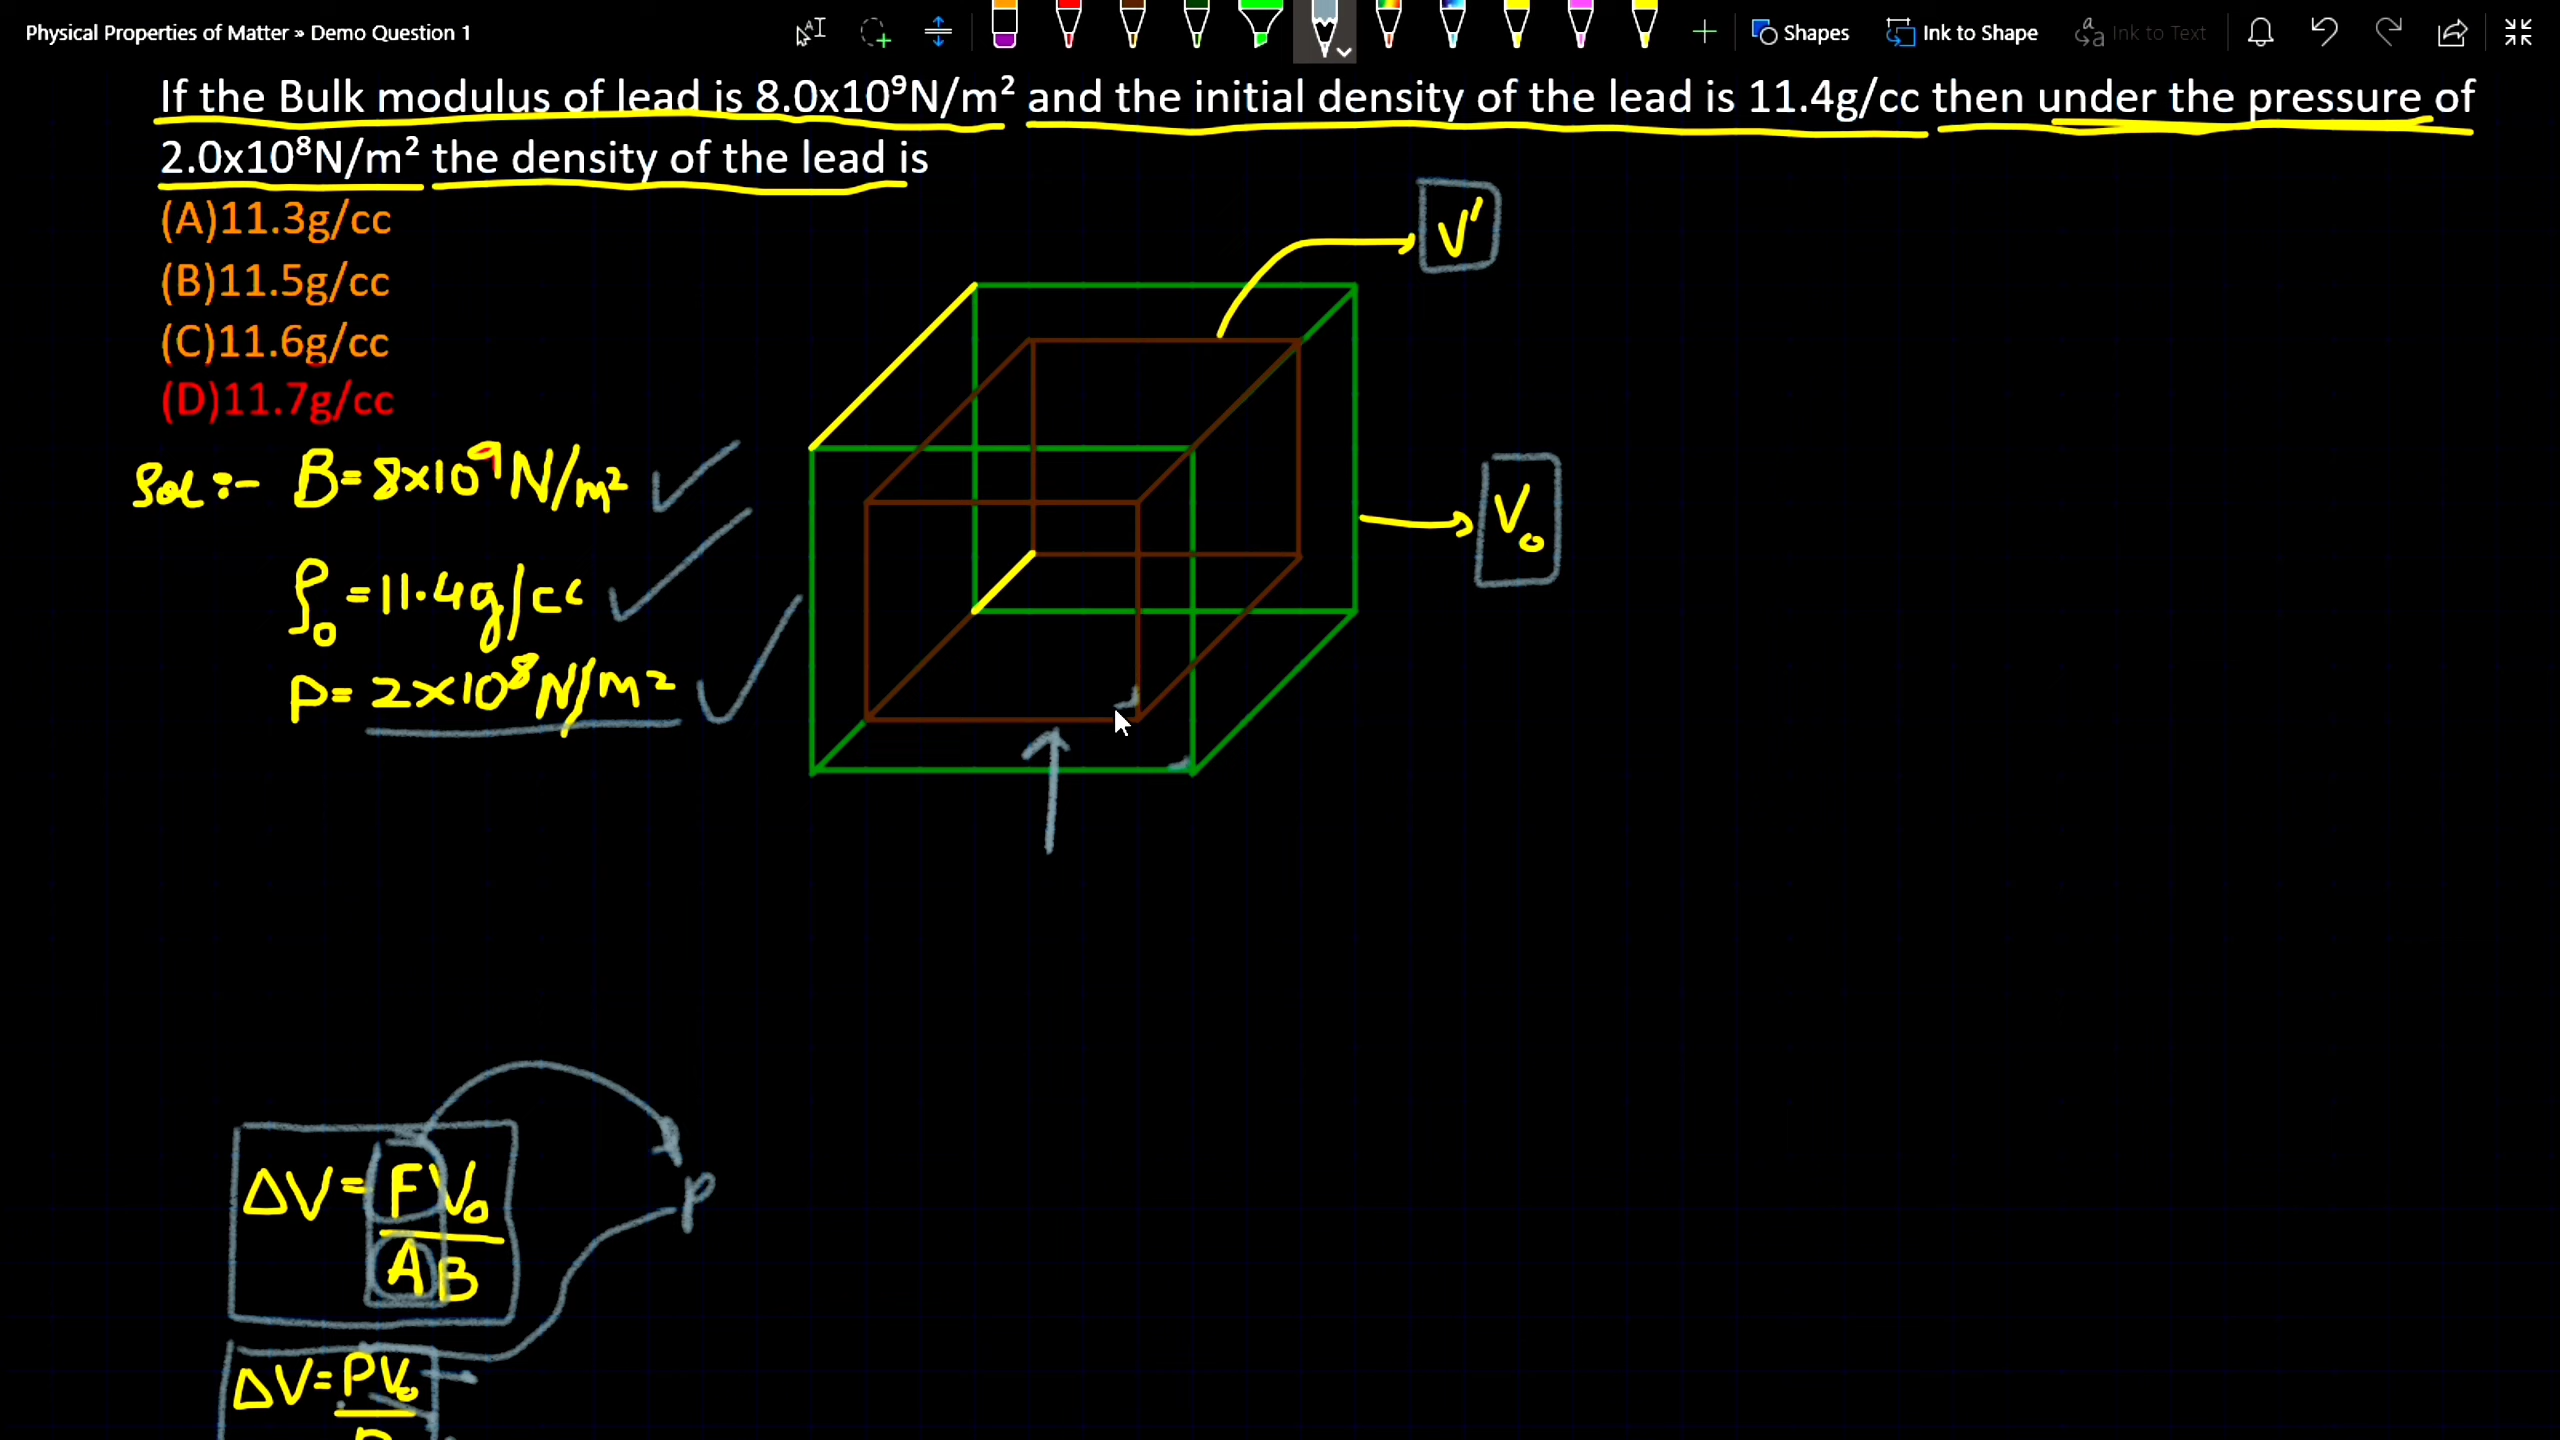 Physical Properties of Matter » Demo Question 1
Shapes
Ink to Shape
Ink to Text
If the Bulk modulus of lead is 8.0x10⁹N/m² and the initial density of the lead is 11.4g/cc then under the pressure of
2.0x10⁸N/m² the density of the lead is
(A)11.3g/cc
(B)11.5g/cc
(C)11.6g/cc
(D)11.7g/cc
Sol:- B=8x10⁹N/m²
ρ₀=11.4g/cc
P=2x10⁸N/m²
V'
V₀
ΔV=FV₀
AB
P
ΔV=PV₀